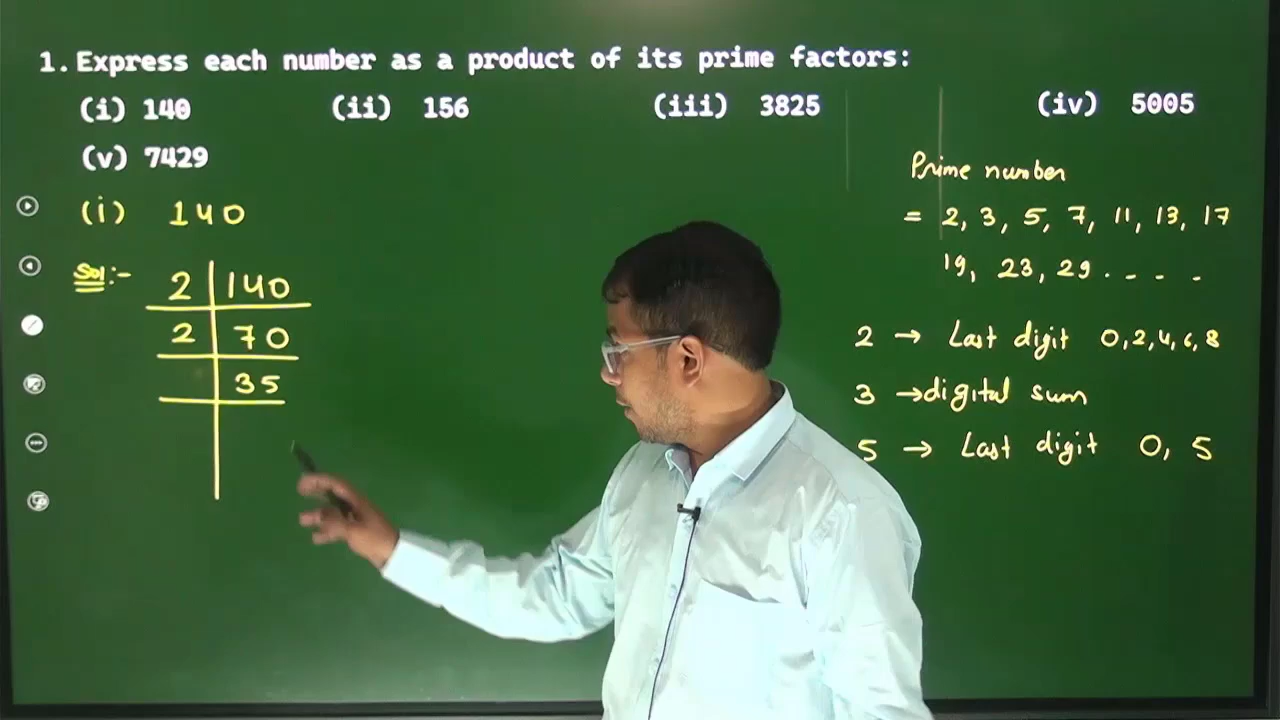 1. Express each number as a product of its prime factors:
(i) 140 (ii) 156 (iii) 3825 (iv) 5005
(v) 7429
(i) 140
Sol:-
2 | 140
2 | 70
35
Prime number
= 2, 3, 5, 7, 11, 13, 17
19, 23, 29 . - - .
2 → Last digit 0,2,4,6,8
3 → digital sum
5 → Last digit 0, 5